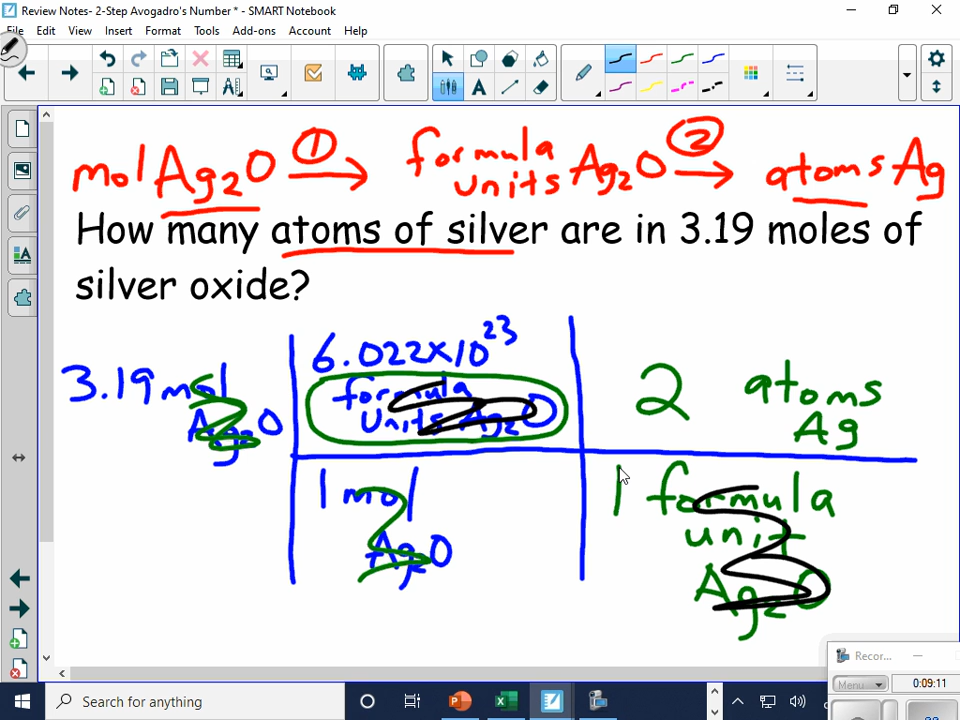 Review Notes- 2-Step Avogadro's Number * - SMART Notebook
File Edit View Insert Format Tools Add-ons Account Help
mol Ag2O ① → formula units Ag2O ② → atoms Ag
How many atoms of silver are in 3.19 moles of
silver oxide?
3.19 mol
Ag2O
6.022x10^23
formula
units Ag2O
2 atoms
Ag
1 mol
Ag2O
1 formula
unit
Ag2O
Recor...
Menu
0:09:11
Search for anything